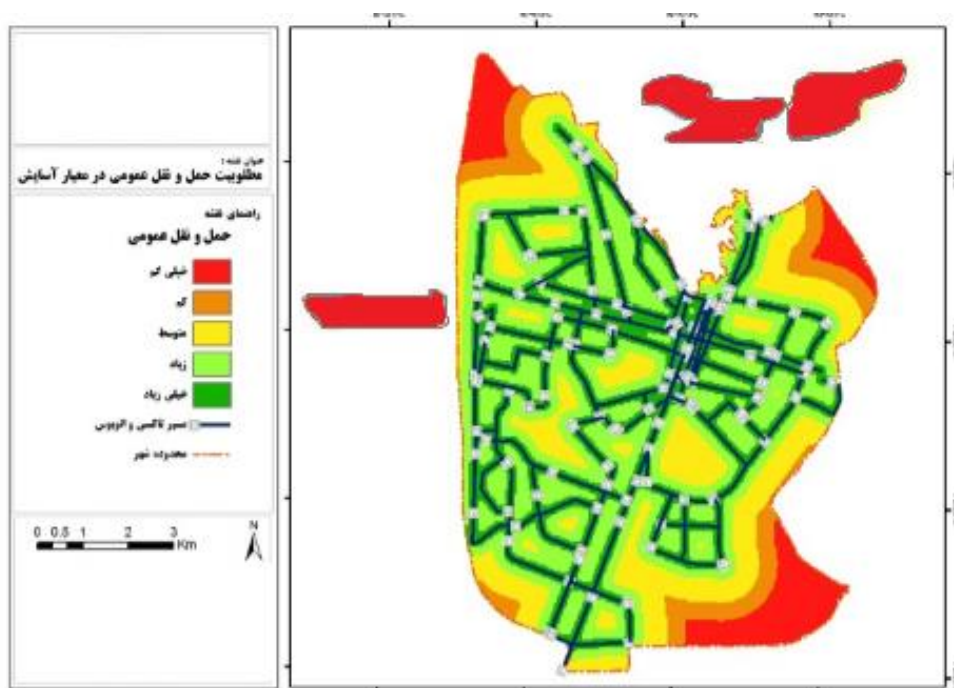 عنوان نقشه :
مطلوبیت حمل و نقل عمومی در معیار آسایش
راهنمای نقشه
حمل و نقل عمومی
خیلی کم
کم
متوسط
زیاد
خیلی زیاد
مسیر تاکسی و اتوبوس
محدوده شهر
0 0.5 1 2 3
Km
N